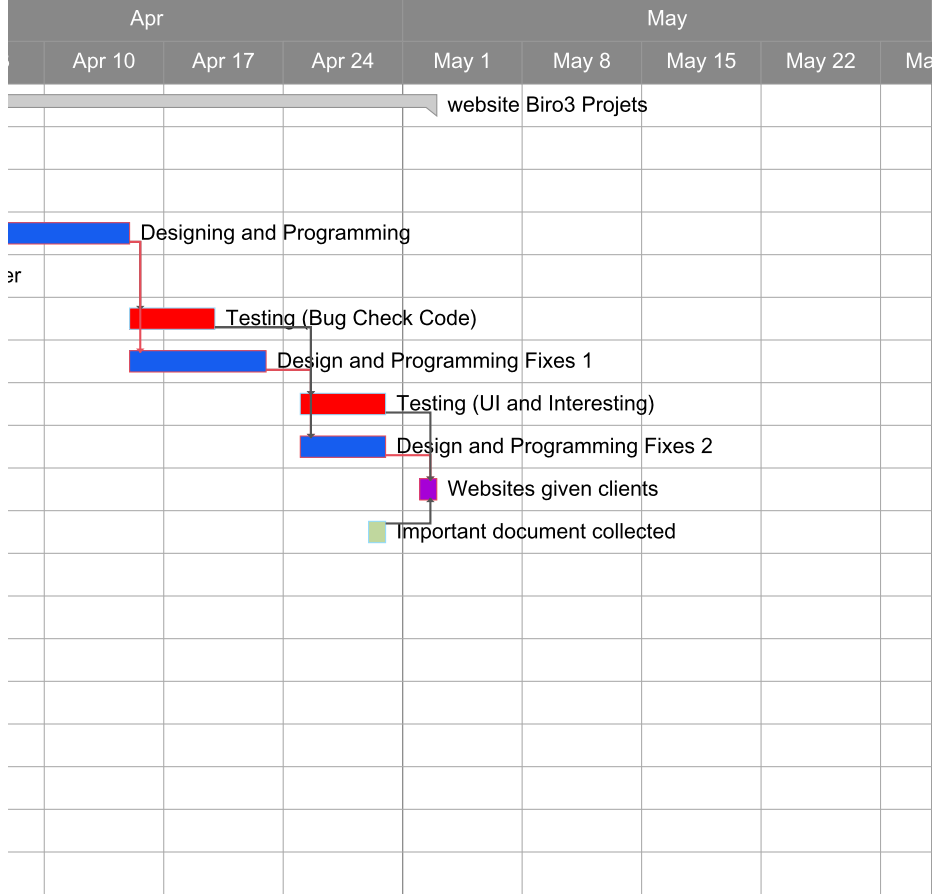 Apr May
Apr 10 Apr 17 Apr 24 May 1 May 8 May 15 May 22 Ma
website Biro3 Projets
Designing and Programming
er
Testing (Bug Check Code)
Design and Programming Fixes 1
Testing (UI and Interesting)
Design and Programming Fixes 2
Websites given clients
Important document collected